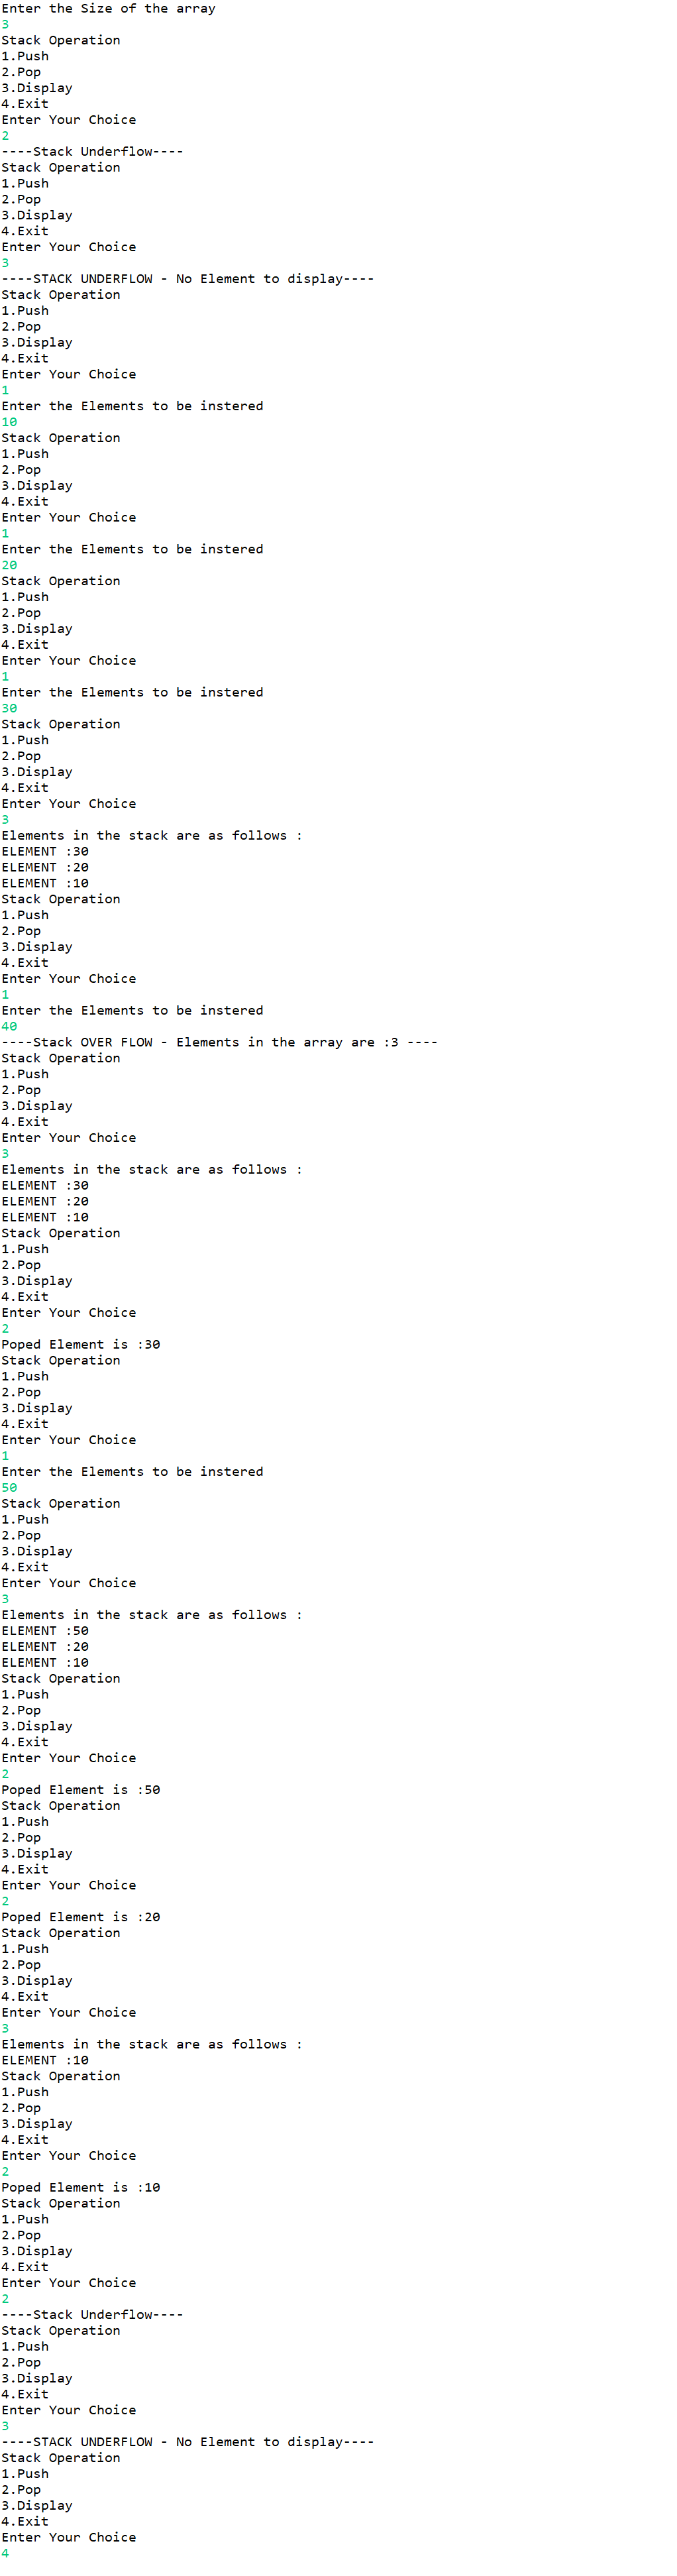 Enter the Size of the array
3
Stack Operation
1.Push
2.Pop
3.Display
4.Exit
Enter Your Choice
2
----Stack Underflow----
Stack Operation
1.Push
2.Pop
3.Display
4.Exit
Enter Your Choice
3
----STACK UNDERFLOW - No Element to display----
Stack Operation
1.Push
2.Pop
3.Display
4.Exit
Enter Your Choice
1
Enter the Elements to be instered
10
Stack Operation
1.Push
2.Pop
3.Display
4.Exit
Enter Your Choice
1
Enter the Elements to be instered
20
Stack Operation
1.Push
2.Pop
3.Display
4.Exit
Enter Your Choice
1
Enter the Elements to be instered
30
Stack Operation
1.Push
2.Pop
3.Display
4.Exit
Enter Your Choice
3
Elements in the stack are as follows :
ELEMENT :30
ELEMENT :20
ELEMENT :10
Stack Operation
1.Push
2.Pop
3.Display
4.Exit
Enter Your Choice
1
Enter the Elements to be instered
40
----Stack OVER FLOW - Elements in the array are :3 ----
Stack Operation
1.Push
2.Pop
3.Display
4.Exit
Enter Your Choice
3
Elements in the stack are as follows :
ELEMENT :30
ELEMENT :20
ELEMENT :10
Stack Operation
1.Push
2.Pop
3.Display
4.Exit
Enter Your Choice
2
Poped Element is :30
Stack Operation
1.Push
2.Pop
3.Display
4.Exit
Enter Your Choice
1
Enter the Elements to be instered
50
Stack Operation
1.Push
2.Pop
3.Display
4.Exit
Enter Your Choice
3
Elements in the stack are as follows :
ELEMENT :50
ELEMENT :20
ELEMENT :10
Stack Operation
1.Push
2.Pop
3.Display
4.Exit
Enter Your Choice
2
Poped Element is :50
Stack Operation
1.Push
2.Pop
3.Display
4.Exit
Enter Your Choice
2
Poped Element is :20
Stack Operation
1.Push
2.Pop
3.Display
4.Exit
Enter Your Choice
3
Elements in the stack are as follows :
ELEMENT :10
Stack Operation
1.Push
2.Pop
3.Display
4.Exit
Enter Your Choice
2
Poped Element is :10
Stack Operation
1.Push
2.Pop
3.Display
4.Exit
Enter Your Choice
2
----Stack Underflow----
Stack Operation
1.Push
2.Pop
3.Display
4.Exit
Enter Your Choice
3
----STACK UNDERFLOW - No Element to display----
Stack Operation
1.Push
2.Pop
3.Display
4.Exit
Enter Your Choice
4